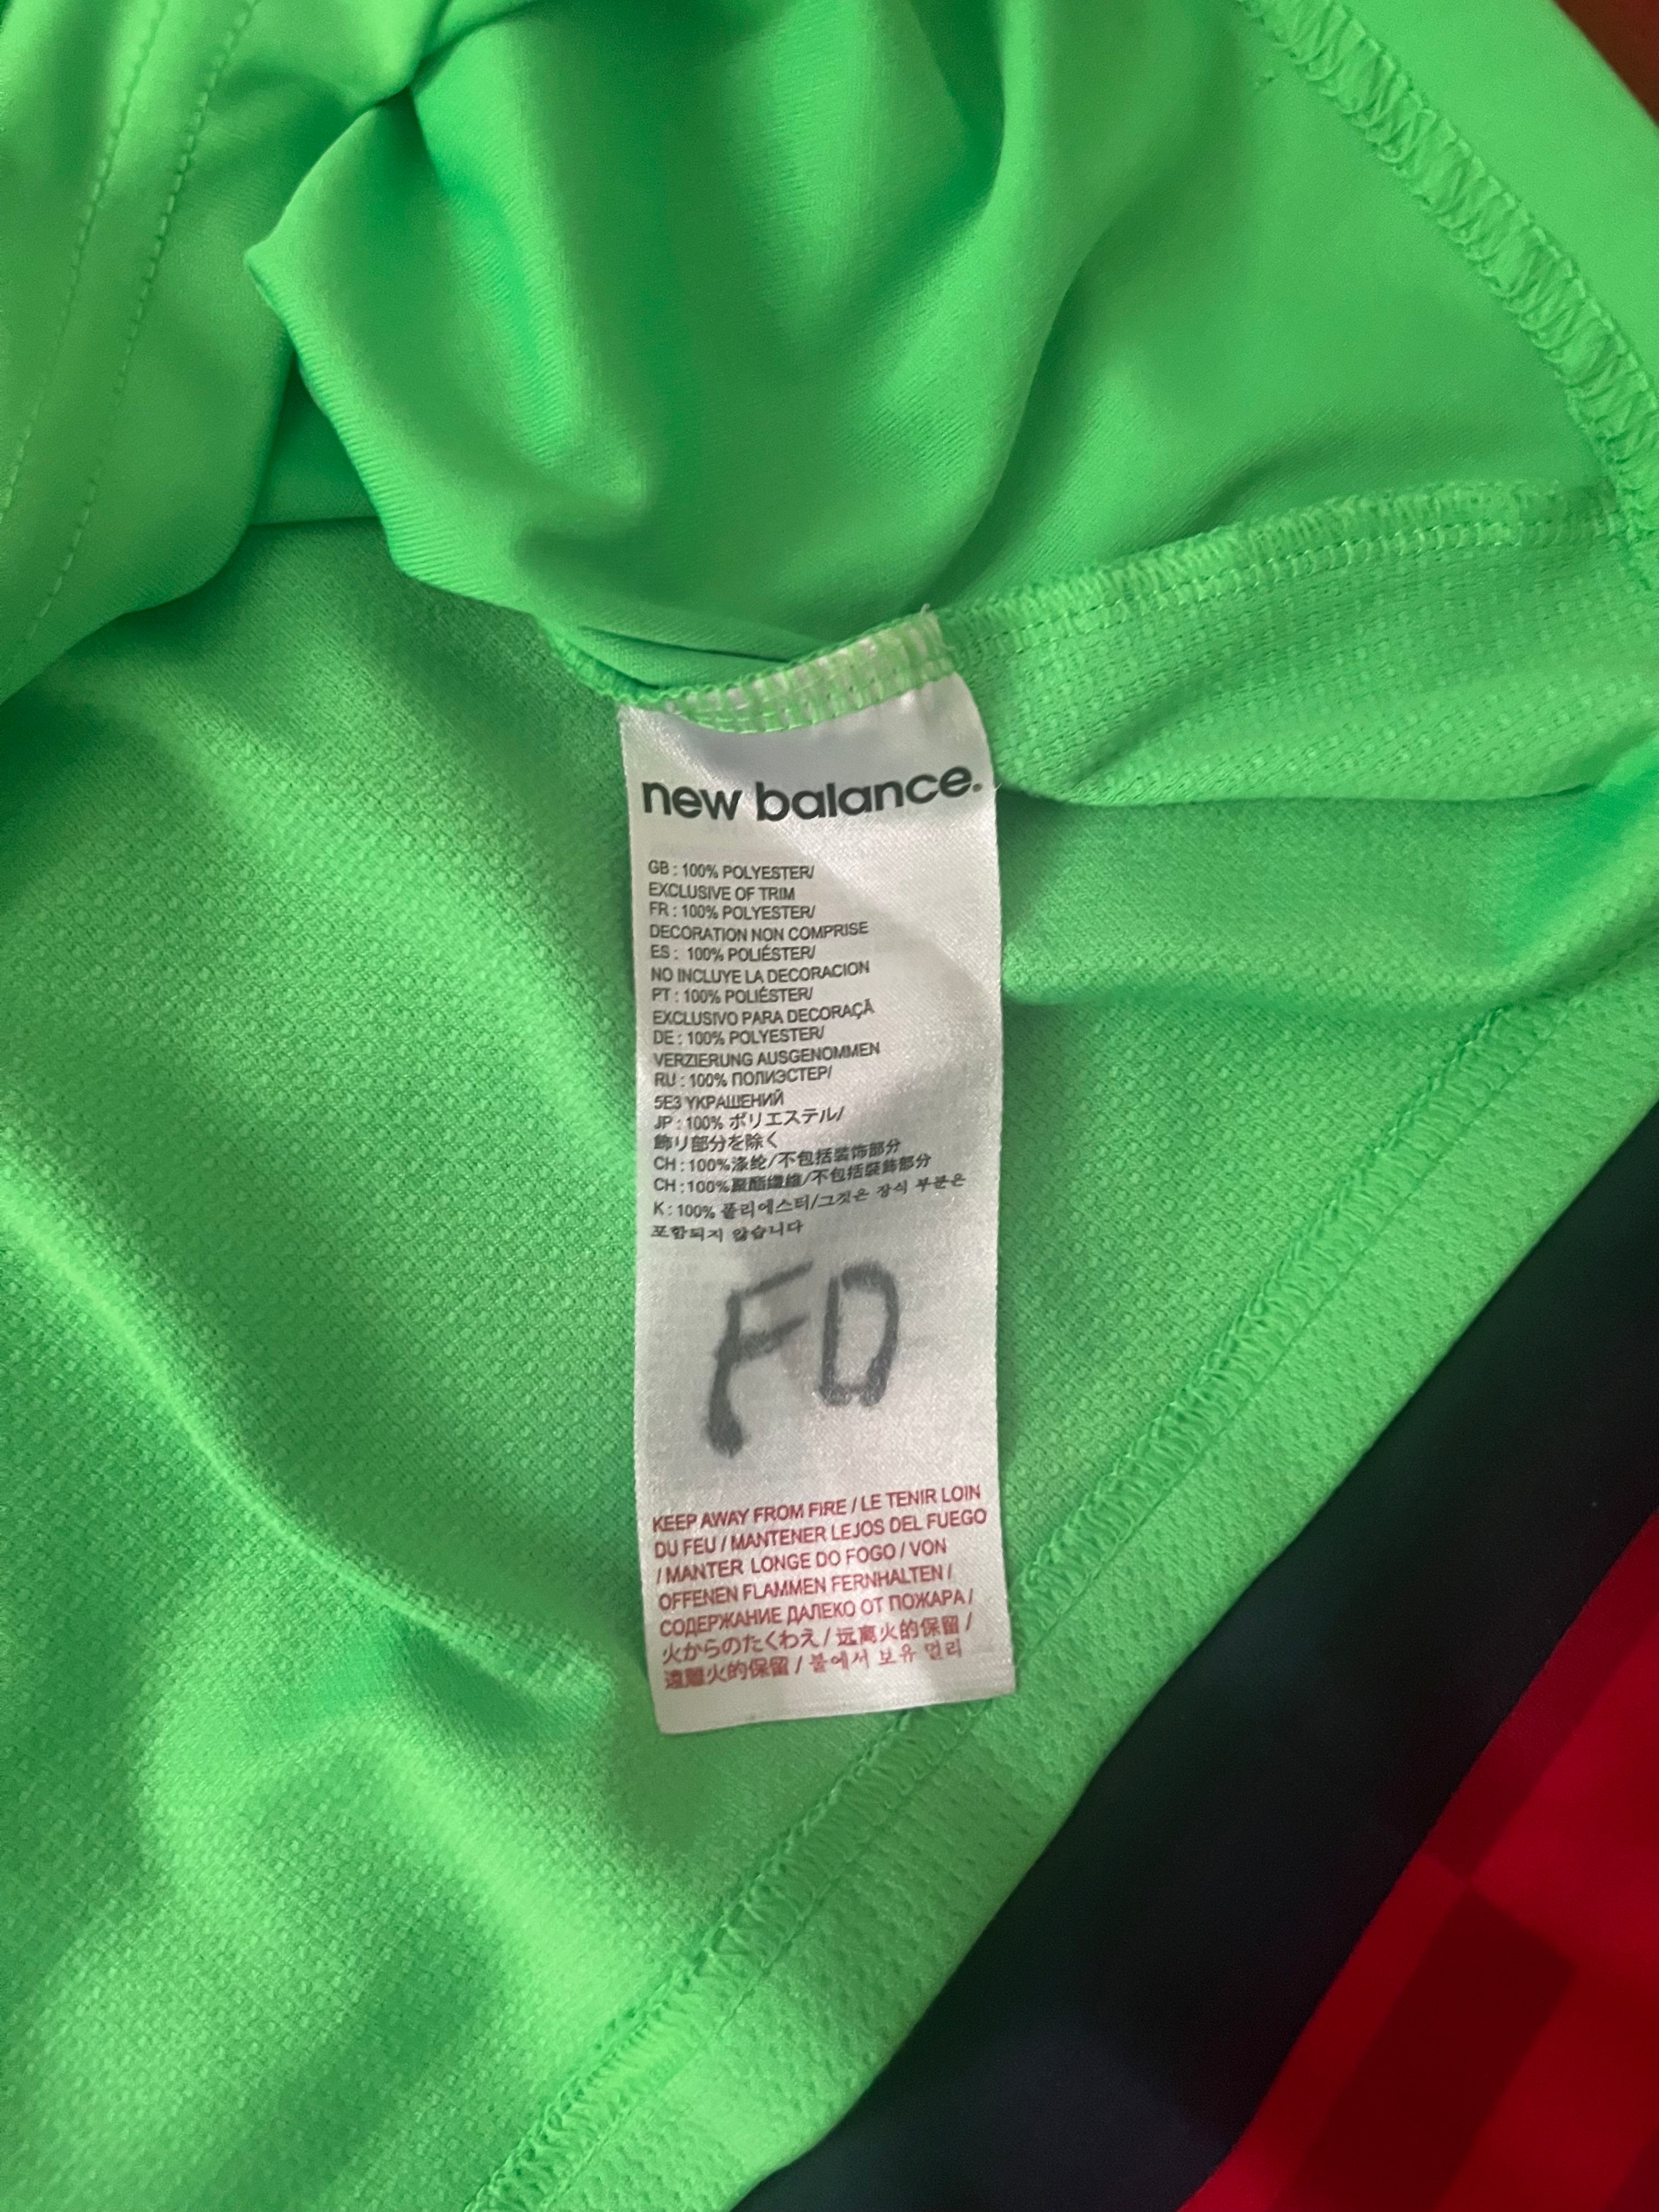 new balance.
GB : 100% POLYESTER/
EXCLUSIVE OF TRIM
FR : 100% POLYESTER/
DECORATION NON COMPRISE
ES : 100% POLIÉSTER/
NO INCLUYE LA DECORACION
PT : 100% POLIÉSTER/
EXCLUSIVO PARA DECORAÇÃ
DE : 100% POLYESTER/
VERZIERUNG AUSGENOMMEN
RU : 100% ПОЛИЭСТЕР/
5E3 УКРАШЕНИЙ
JP : 100% ポリエステル/
飾り部分を除く
CH : 100%涤纶/不包括装饰部分
CH : 100%聚酯纖維/不包括裝飾部分
K : 100% 폴리에스터/그것은 장식 부분은
포함되지 않습니다
FD
KEEP AWAY FROM FIRE / LE TENIR LOIN
DU FEU / MANTENER LEJOS DEL FUEGO
/ MANTER LONGE DO FOGO / VON
OFFENEN FLAMMEN FERNHALTEN /
СОДЕРЖАНИЕ ДАЛЕКО ОТ ПОЖАРА /
火からのたくわえ / 远离火的保留 /
遠離火的保留 / 불에서 보유 멀리